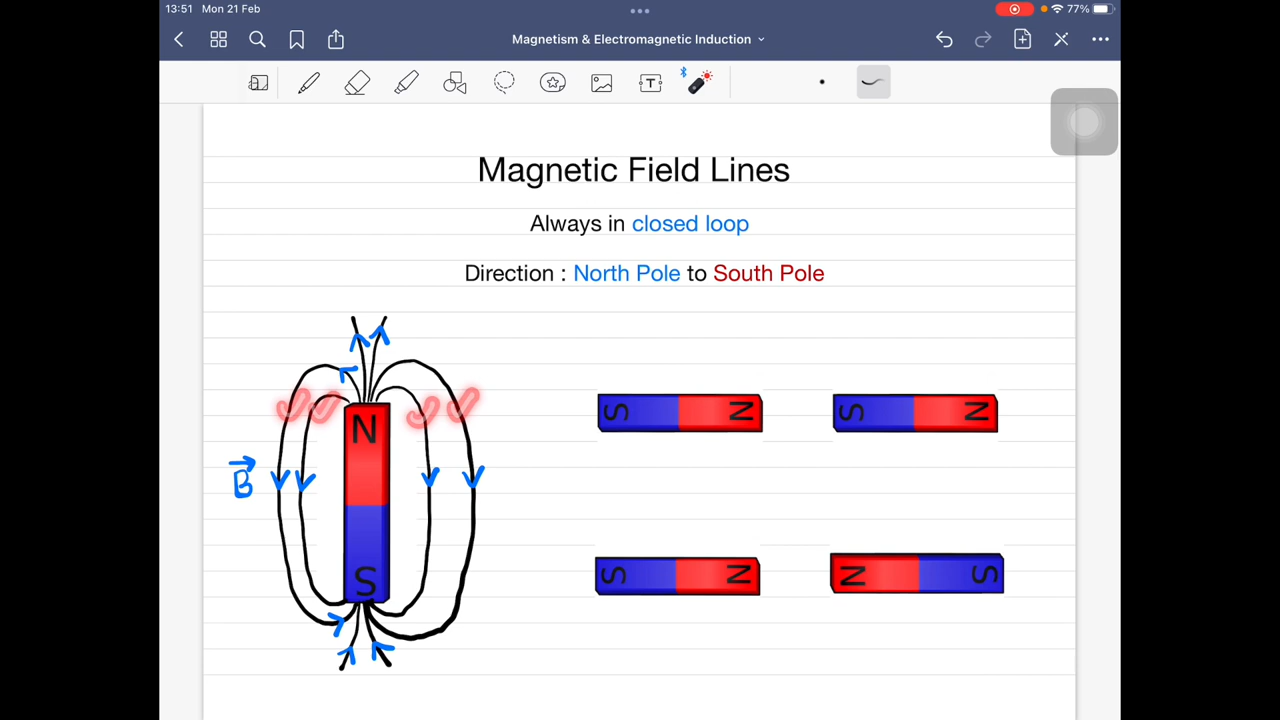 13:51 Mon 21 Feb
77%
Magnetism & Electromagnetic Induction
T
Magnetic Field Lines
Always in closed loop
Direction : North Pole to South Pole
N
S
B
S N
S N
S N
N S